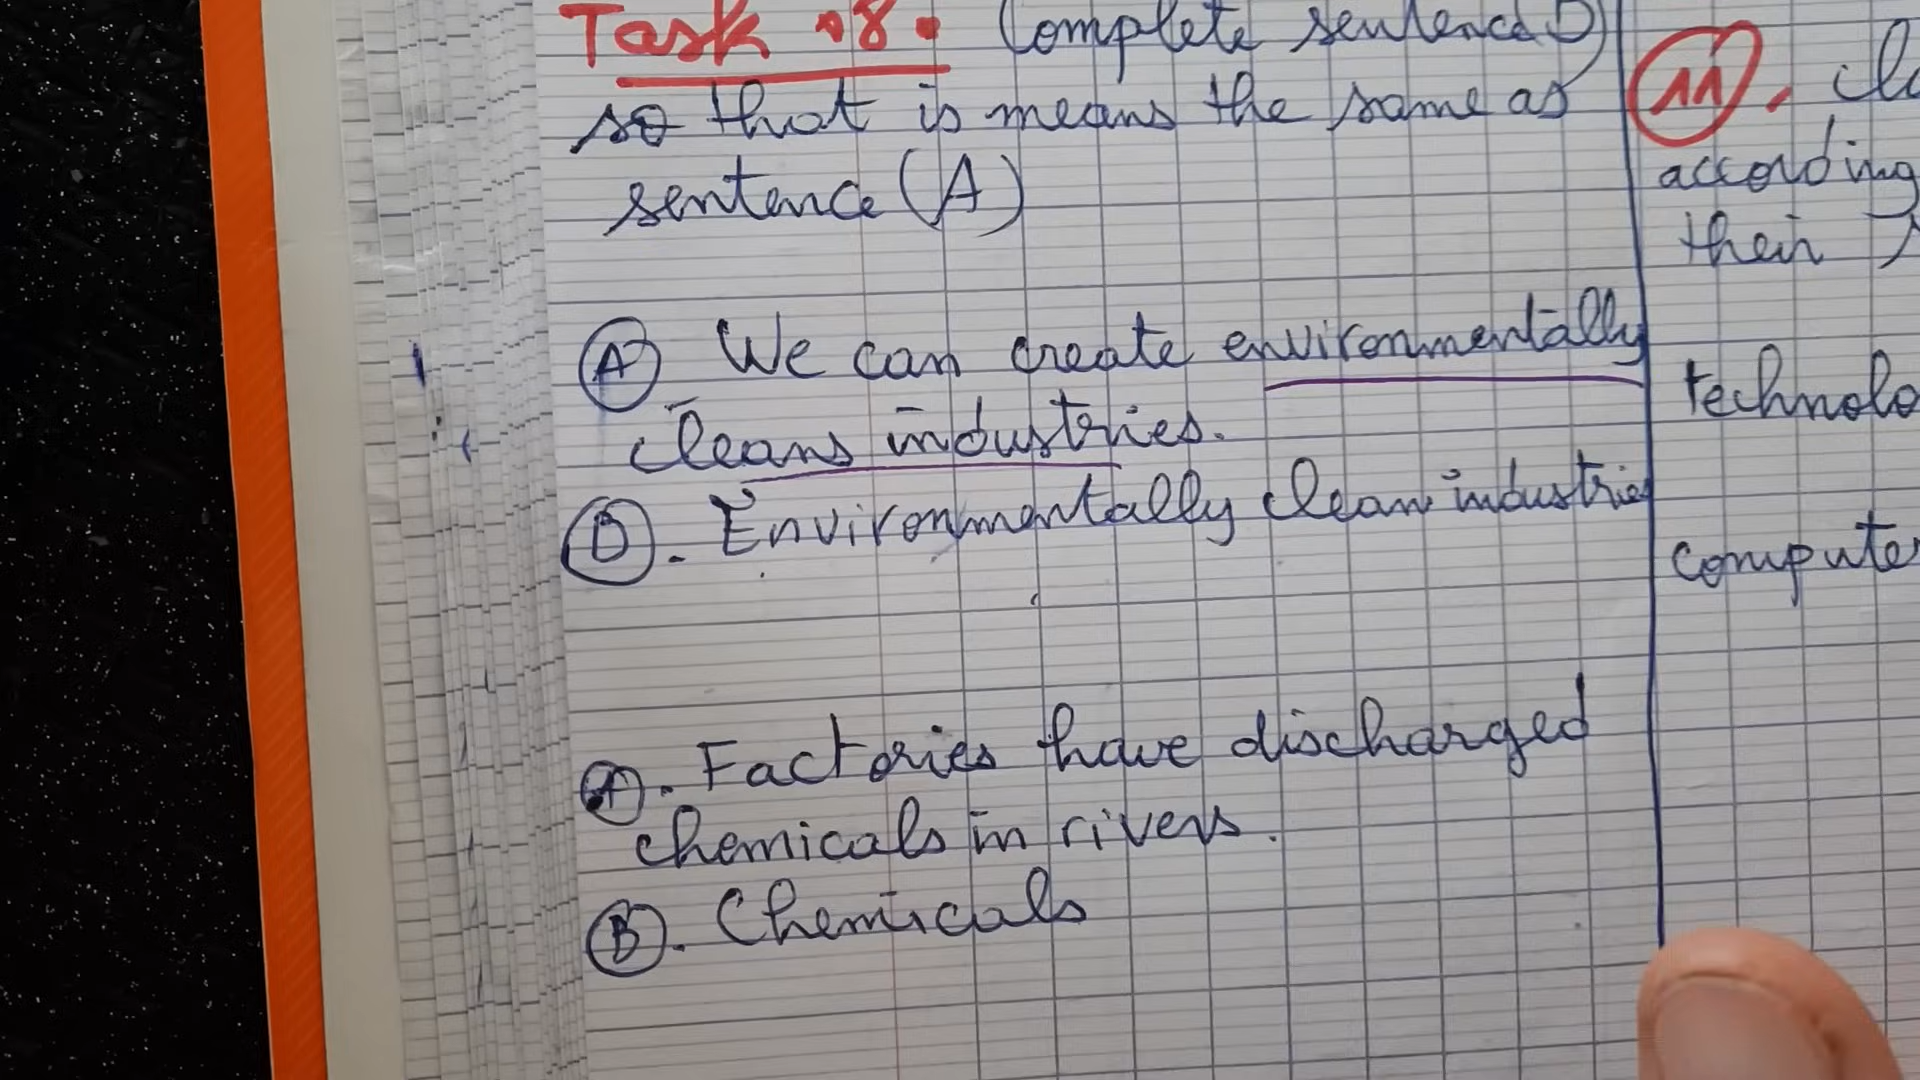 Task 08. Complete sentence B
so that is means the same as
sentence (A)
A We can create environmentally
cleans industries.
B. Environmentally clean industries
A. Factories have discharged
chemicals in rivers.
B. Chemicals
11.
according
their
technolo
compute